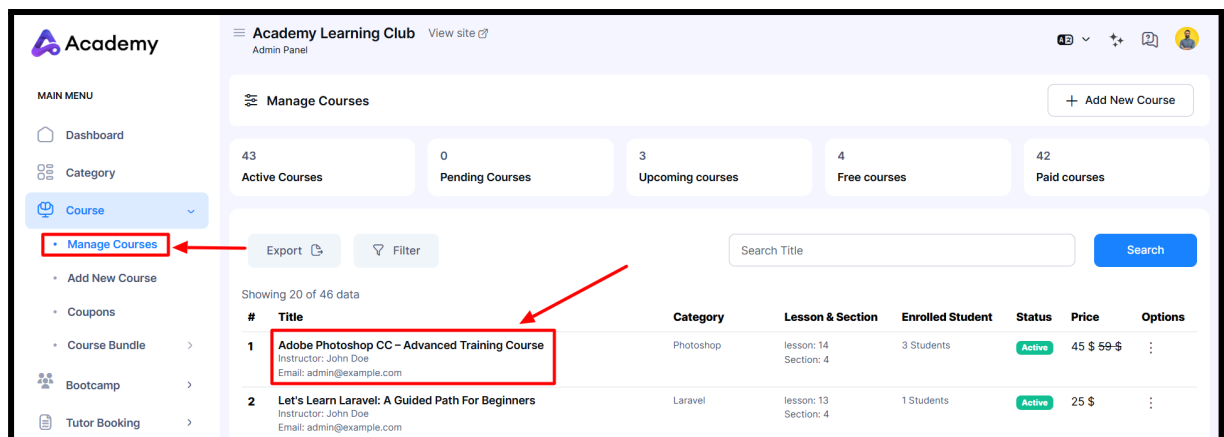 Academy
Academy Learning Club View site
Admin Panel
MAIN MENU
Dashboard
Category
Course
Manage Courses
Add New Course
Coupons
Course Bundle
Bootcamp
Tutor Booking
Manage Courses
+ Add New Course
43
Active Courses
0
Pending Courses
3
Upcoming courses
4
Free courses
42
Paid courses
Export Filter Search Title Search
Showing 20 of 46 data
# Title Category Lesson & Section Enrolled Student Status Price Options
1 Adobe Photoshop CC – Advanced Training Course Photoshop lesson: 14 3 Students Active 45 $ 59 $
Instructor: John Doe Section: 4
Email: admin@example.com
2 Let's Learn Laravel: A Guided Path For Beginners Laravel lesson: 13 1 Students Active 25 $
Instructor: John Doe Section: 4
Email: admin@example.com